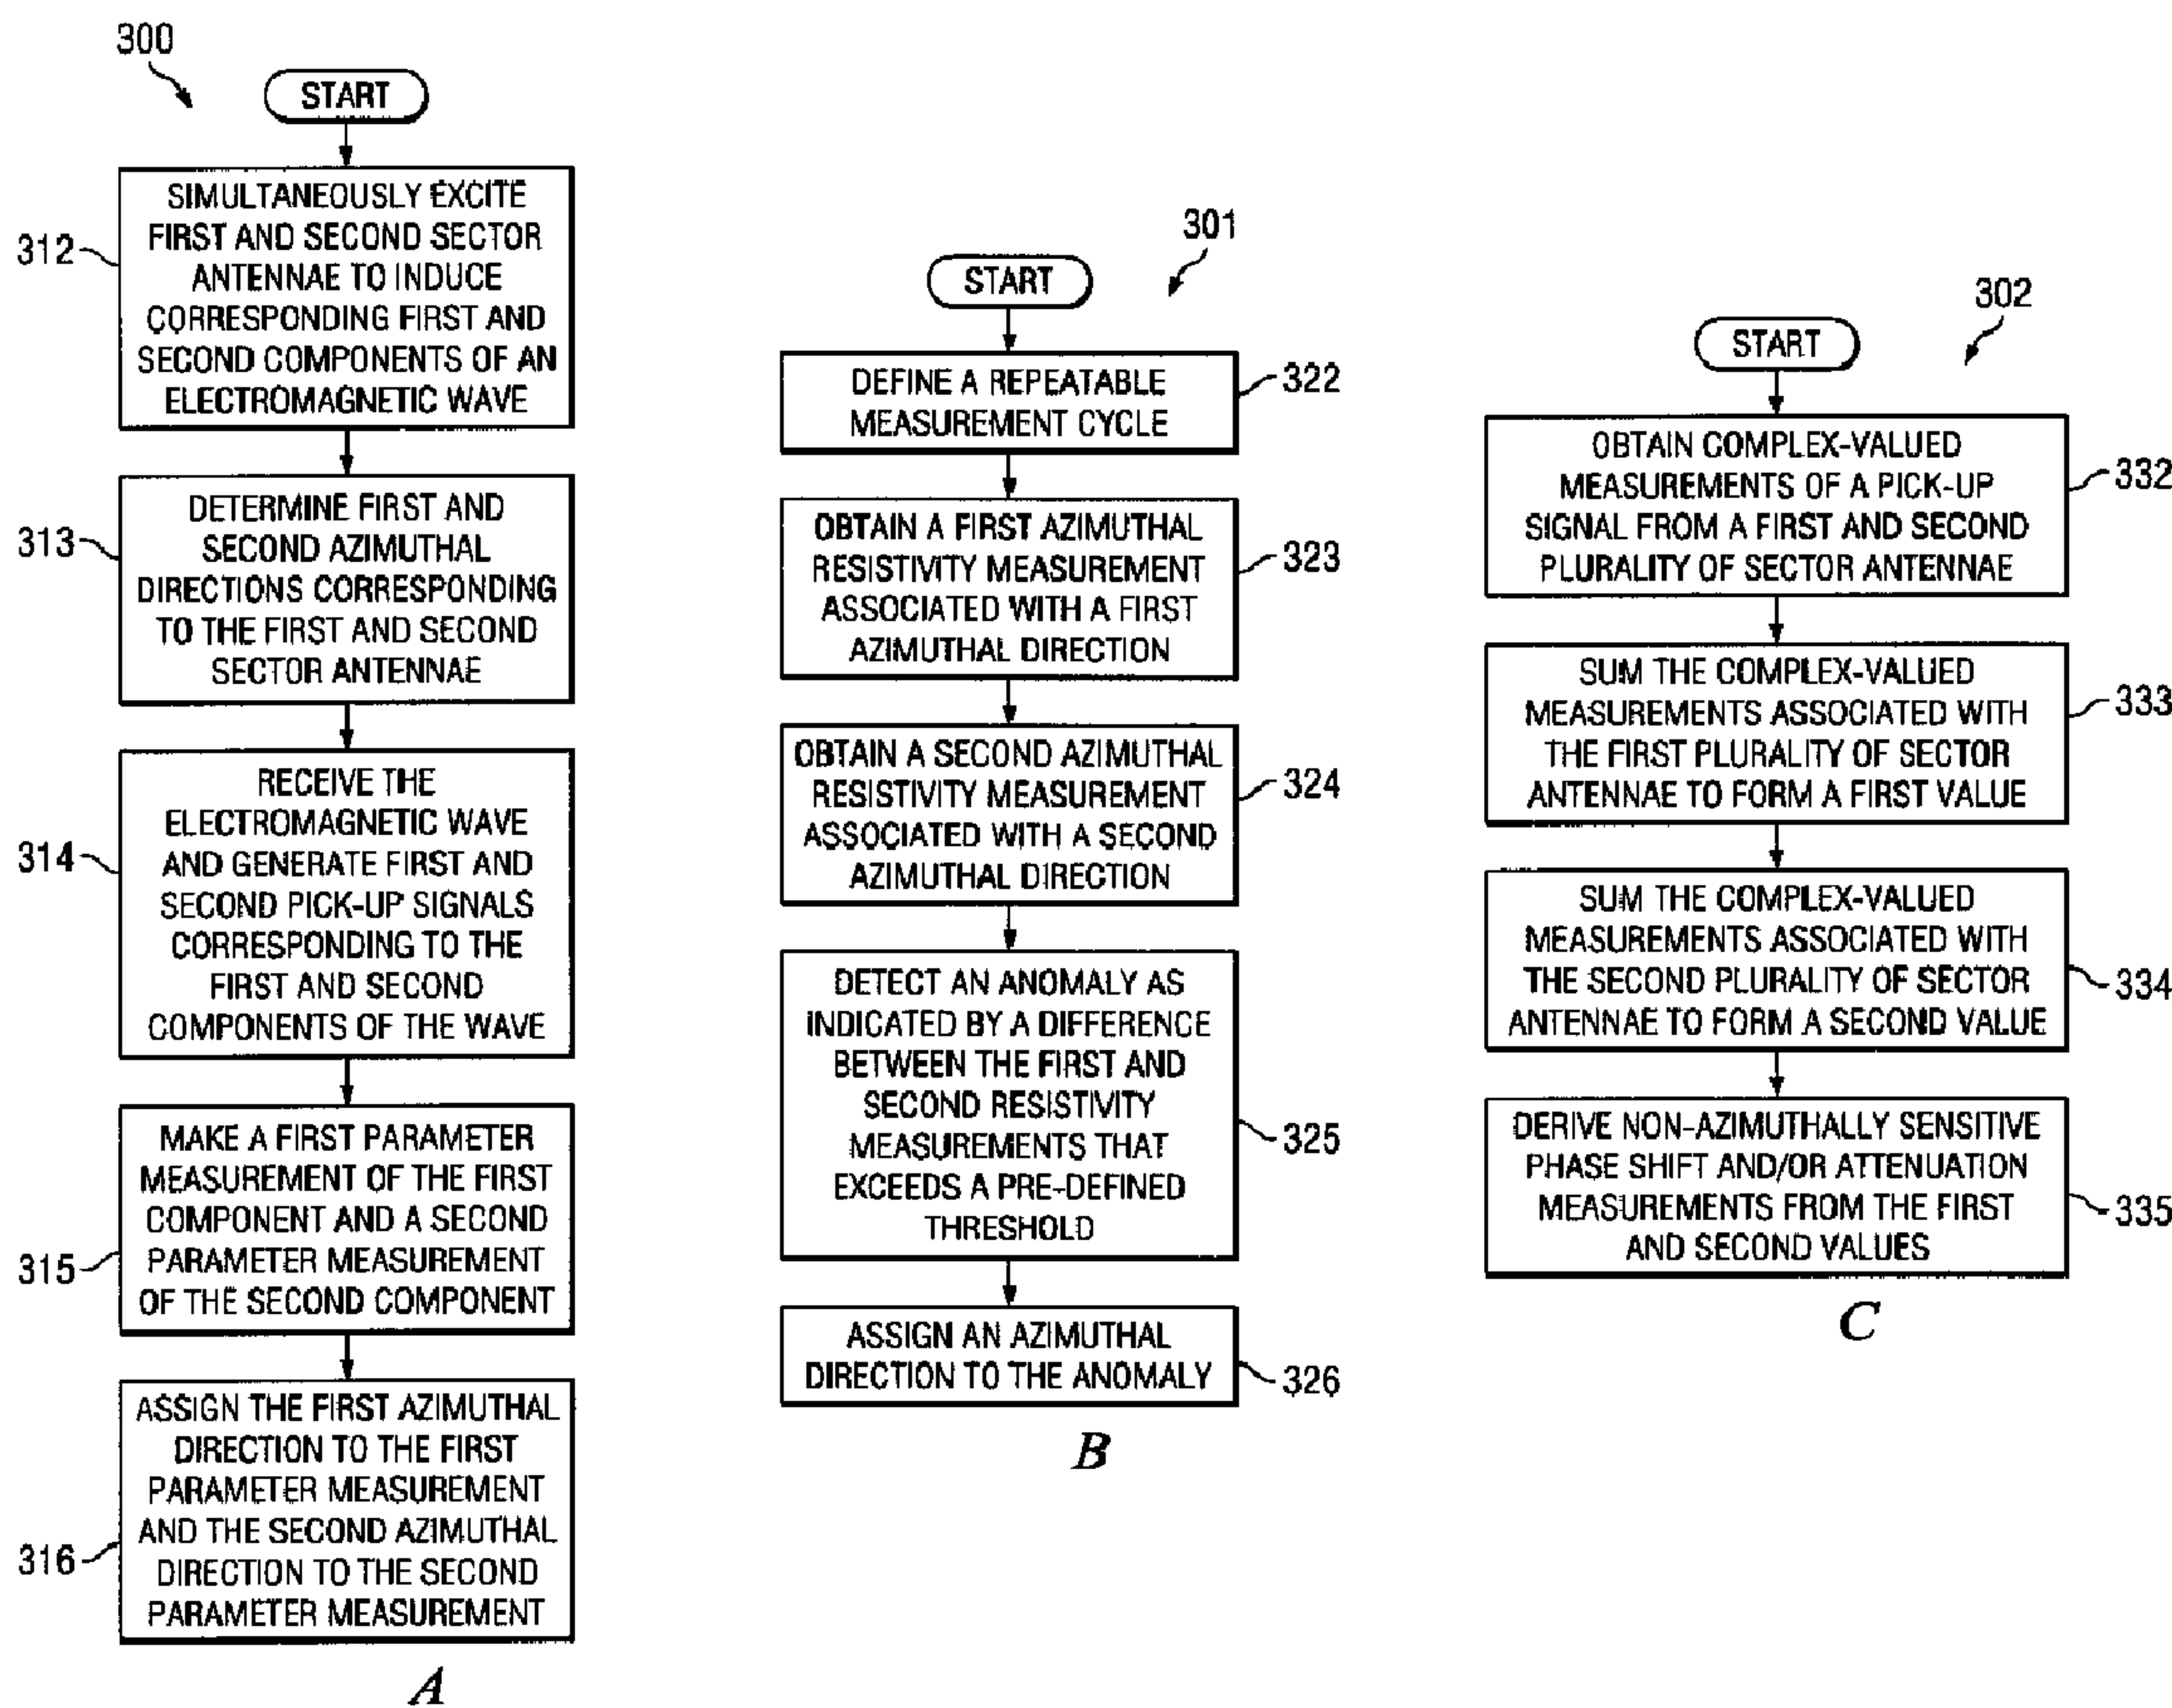 300
START
312
SIMULTANEOUSLY EXCITE
FIRST AND SECOND SECTOR
ANTENNAE TO INDUCE
CORRESPONDING FIRST AND
SECOND COMPONENTS OF AN
ELECTROMAGNETIC WAVE
313
DETERMINE FIRST AND
SECOND AZIMUTHAL
DIRECTIONS CORRESPONDING
TO THE FIRST AND SECOND
SECTOR ANTENNAE
314
RECEIVE THE
ELECTROMAGNETIC WAVE
AND GENERATE FIRST AND
SECOND PICK-UP SIGNALS
CORRESPONDING TO THE
FIRST AND SECOND
COMPONENTS OF THE WAVE
315
MAKE A FIRST PARAMETER
MEASUREMENT OF THE FIRST
COMPONENT AND A SECOND
PARAMETER MEASUREMENT
OF THE SECOND COMPONENT
316
ASSIGN THE FIRST AZIMUTHAL
DIRECTION TO THE FIRST
PARAMETER MEASUREMENT
AND THE SECOND AZIMUTHAL
DIRECTION TO THE SECOND
PARAMETER MEASUREMENT
A
301
START
DEFINE A REPEATABLE
MEASUREMENT CYCLE
322
OBTAIN A FIRST AZIMUTHAL
RESISTIVITY MEASUREMENT
ASSOCIATED WITH A FIRST
AZIMUTHAL DIRECTION
323
OBTAIN A SECOND AZIMUTHAL
RESISTIVITY MEASUREMENT
ASSOCIATED WITH A SECOND
AZIMUTHAL DIRECTION
324
DETECT AN ANOMALY AS
INDICATED BY A DIFFERENCE
BETWEEN THE FIRST AND
SECOND RESISTIVITY
MEASUREMENTS THAT
EXCEEDS A PRE-DEFINED
THRESHOLD
325
ASSIGN AN AZIMUTHAL
DIRECTION TO THE ANOMALY
326
B
302
START
OBTAIN COMPLEX-VALUED
MEASUREMENTS OF A PICK-UP
SIGNAL FROM A FIRST AND SECOND
PLURALITY OF SECTOR ANTENNAE
332
SUM THE COMPLEX-VALUED
MEASUREMENTS ASSOCIATED WITH
THE FIRST PLURALITY OF SECTOR
ANTENNAE TO FORM A FIRST VALUE
333
SUM THE COMPLEX-VALUED
MEASUREMENTS ASSOCIATED WITH
THE SECOND PLURALITY OF SECTOR
ANTENNAE TO FORM A SECOND VALUE
334
DERIVE NON-AZIMUTHALLY SENSITIVE
PHASE SHIFT AND/OR ATTENUATION
MEASUREMENTS FROM THE FIRST
AND SECOND VALUES
335
C